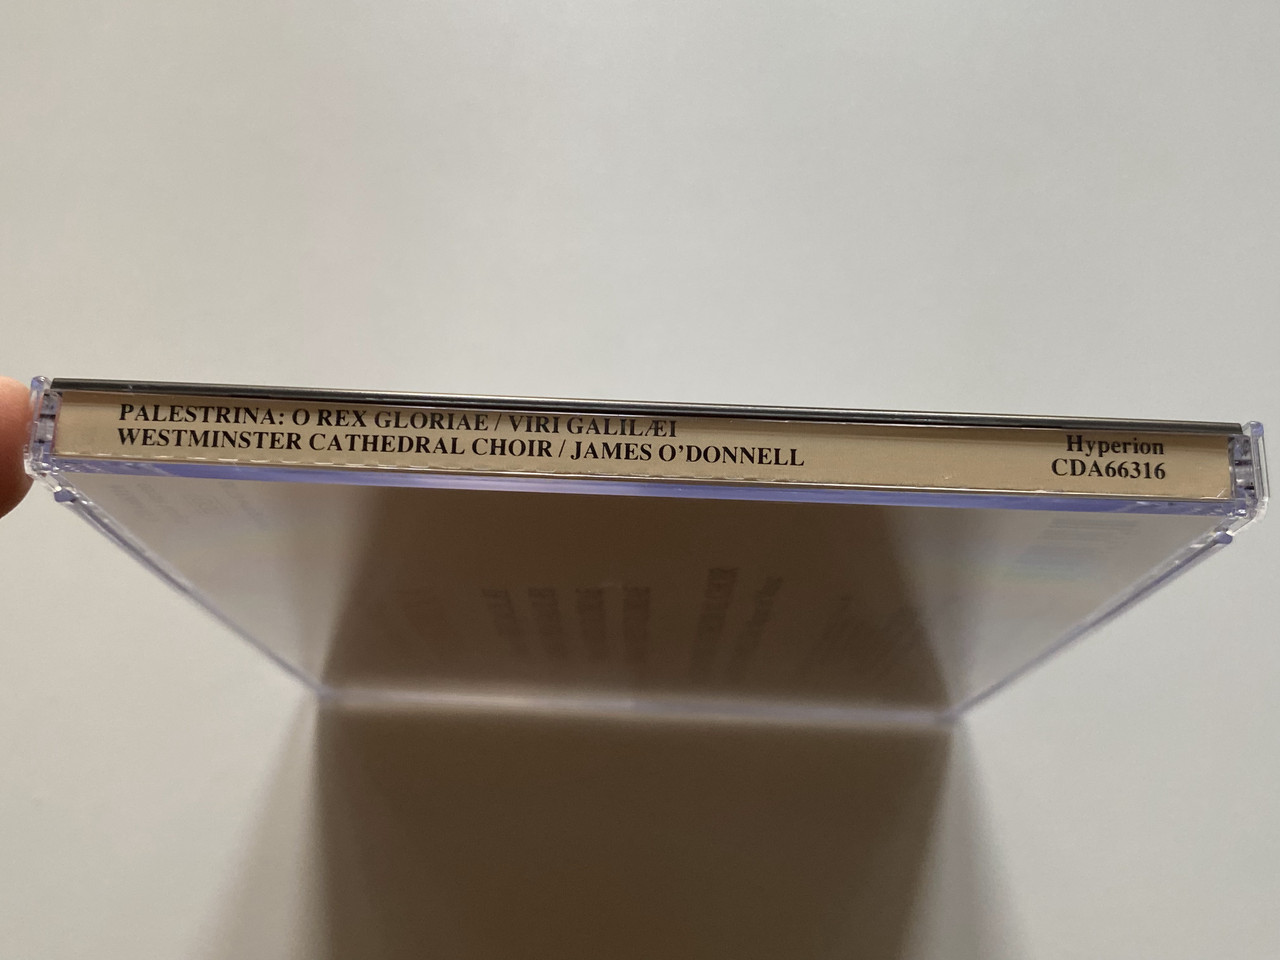 PALESTRINA: O REX GLORIAE / VIRI GALILÆI
WESTMINSTER CATHEDRAL CHOIR / JAMES O’DONNELL
Hyperion
CDA66316